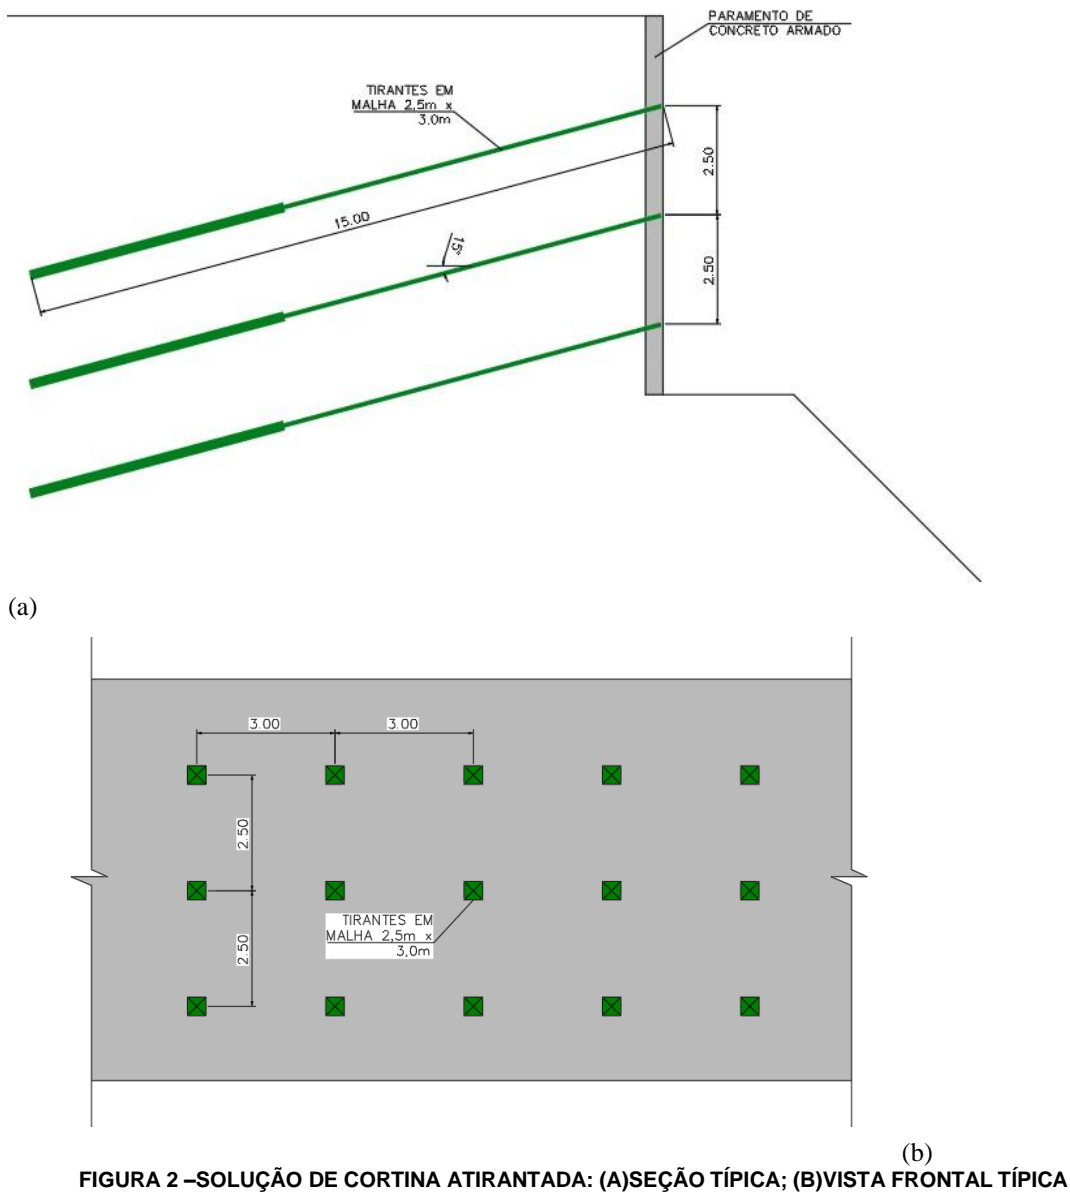 PARAMENTO DE
CONCRETO ARMADO
TIRANTES EM
MALHA 2,5m x
3.0m
2.50
15.00
15°
2.50
(a)
3.00
3.00
2.50
TIRANTES EM
MALHA 2,5m x
3,0m
2.50
(b)
FIGURA 2 –SOLUÇÃO DE CORTINA ATIRANTADA: (A)SEÇÃO TÍPICA; (B)VISTA FRONTAL TÍPICA